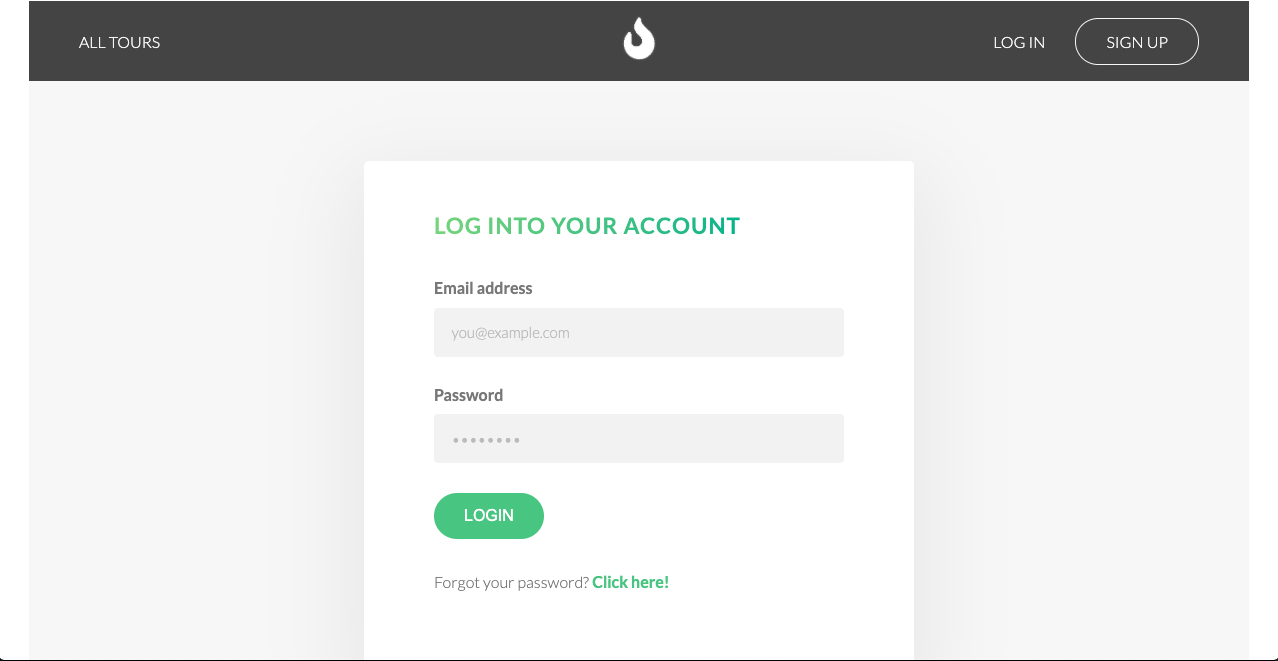 ALL TOURS
LOG IN
SIGN UP
LOG INTO YOUR ACCOUNT
Email address
you@example.com
Password
••••••••
LOGIN
Forgot your password? Click here!